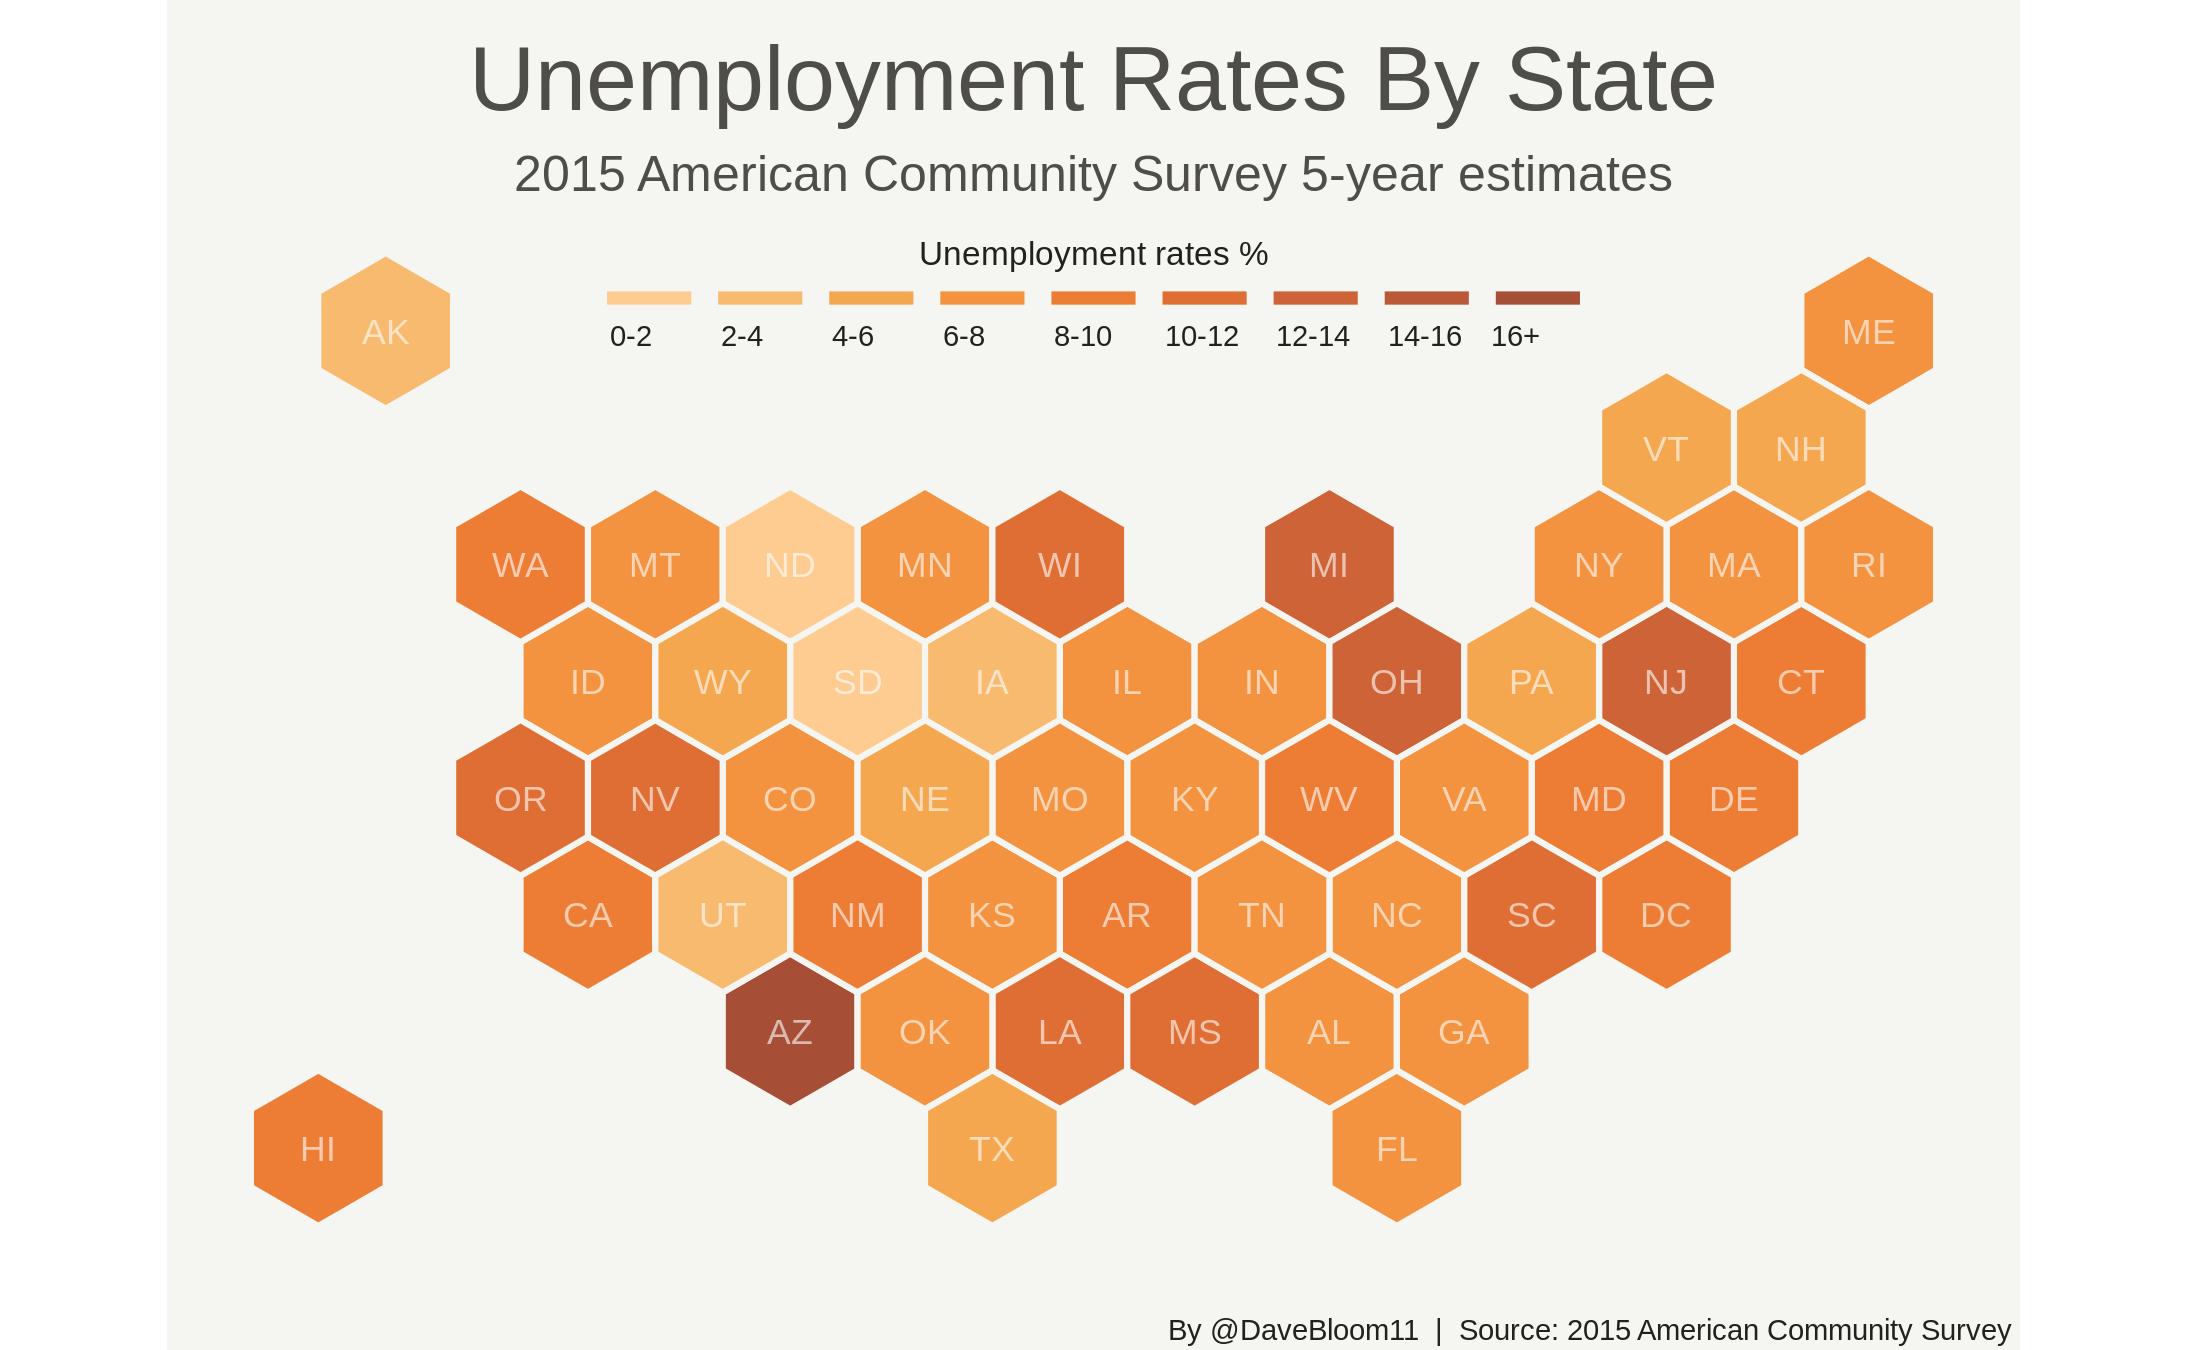 Unemployment Rates By State
2015 American Community Survey 5-year estimates
Unemployment rates %
0-2 2-4 4-6 6-8 8-10 10-12 12-14 14-16 16+
AK ME
VT NH
WA MT ND MN WI MI NY MA RI
ID WY SD IA IL IN OH PA NJ CT
OR NV CO NE MO KY WV VA MD DE
CA UT NM KS AR TN NC SC DC
AZ OK LA MS AL GA
HI TX FL
By @DaveBloom11 | Source: 2015 American Community Survey